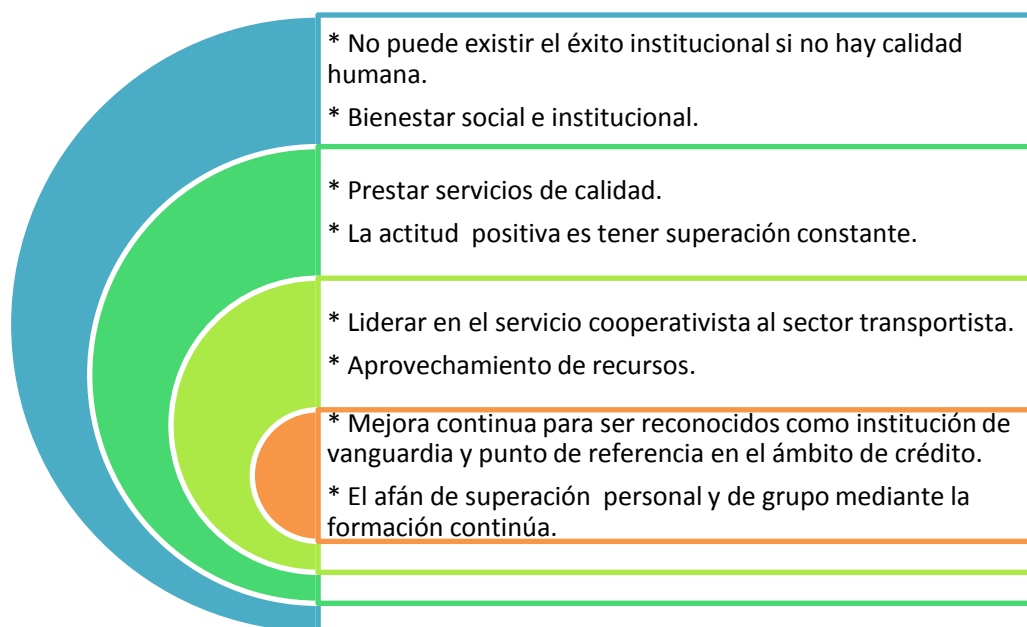 * No puede existir el éxito institucional si no hay calidad
humana.
* Bienestar social e institucional.
* Prestar servicios de calidad.
* La actitud  positiva es tener superación constante.
* Liderar en el servicio cooperativista al sector transportista.
* Aprovechamiento de recursos.
* Mejora continua para ser reconocidos como institución de
vanguardia y punto de referencia en el ámbito de crédito.
* El afán de superación  personal y de grupo mediante la
formación continúa.